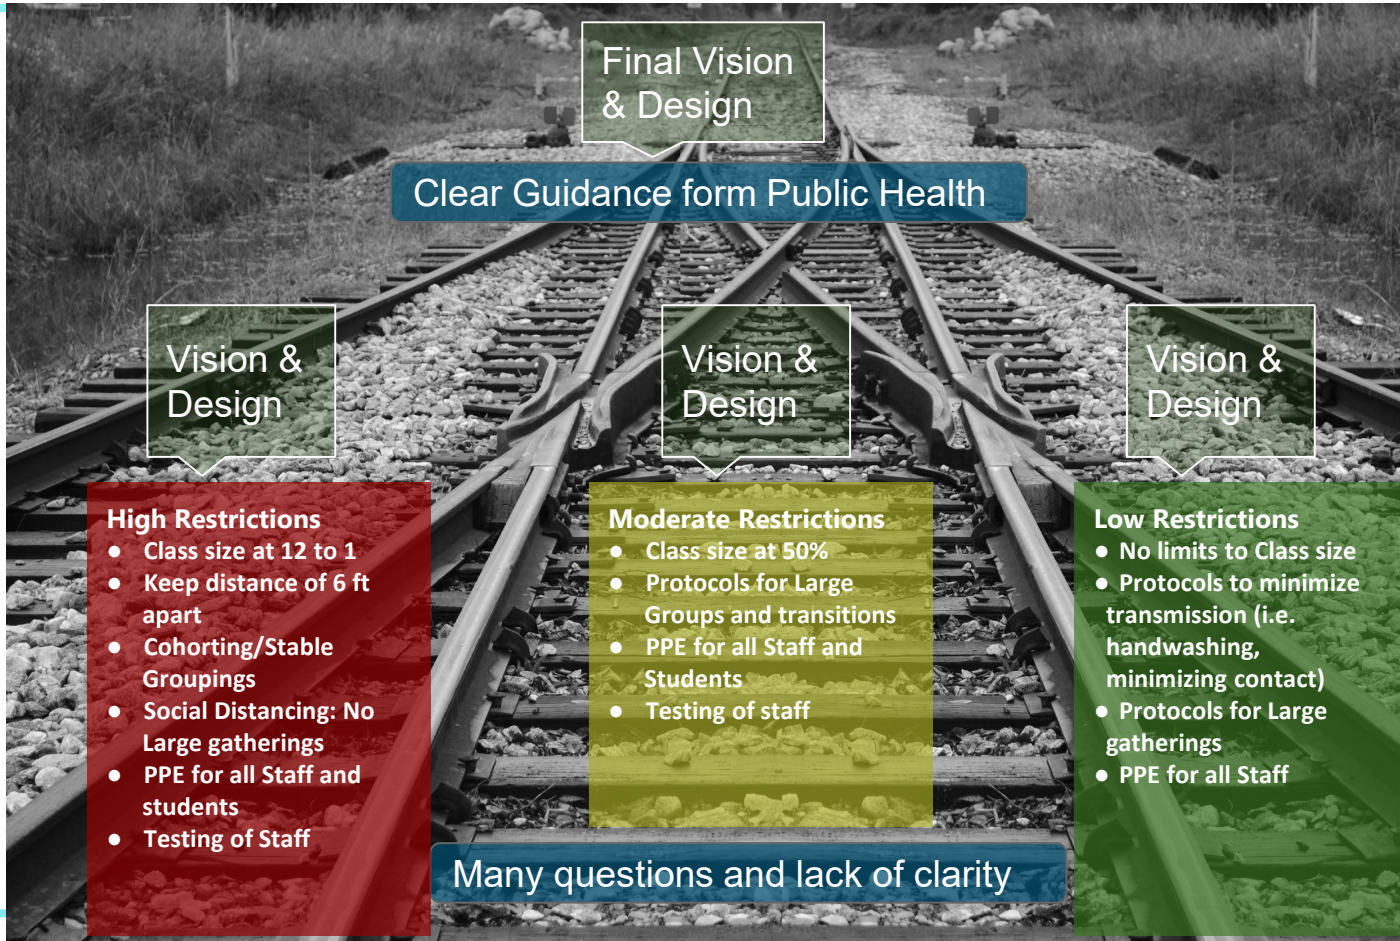 Final Vision
& Design
Clear Guidance form Public Health
Vision &
Design
Vision &
Design
Vision &
Design
High Restrictions
● Class size at 12 to 1
● Keep distance of 6 ft
apart
● Cohorting/Stable
Groupings
● Social Distancing: No
Large gatherings
● PPE for all Staff and
students
● Testing of Staff
Moderate Restrictions
● Class size at 50%
● Protocols for Large
Groups and transitions
● PPE for all Staff and
Students
● Testing of staff
Low Restrictions
● No limits to Class size
● Protocols to minimize
transmission (i.e.
handwashing,
minimizing contact)
● Protocols for Large
gatherings
● PPE for all Staff
Many questions and lack of clarity